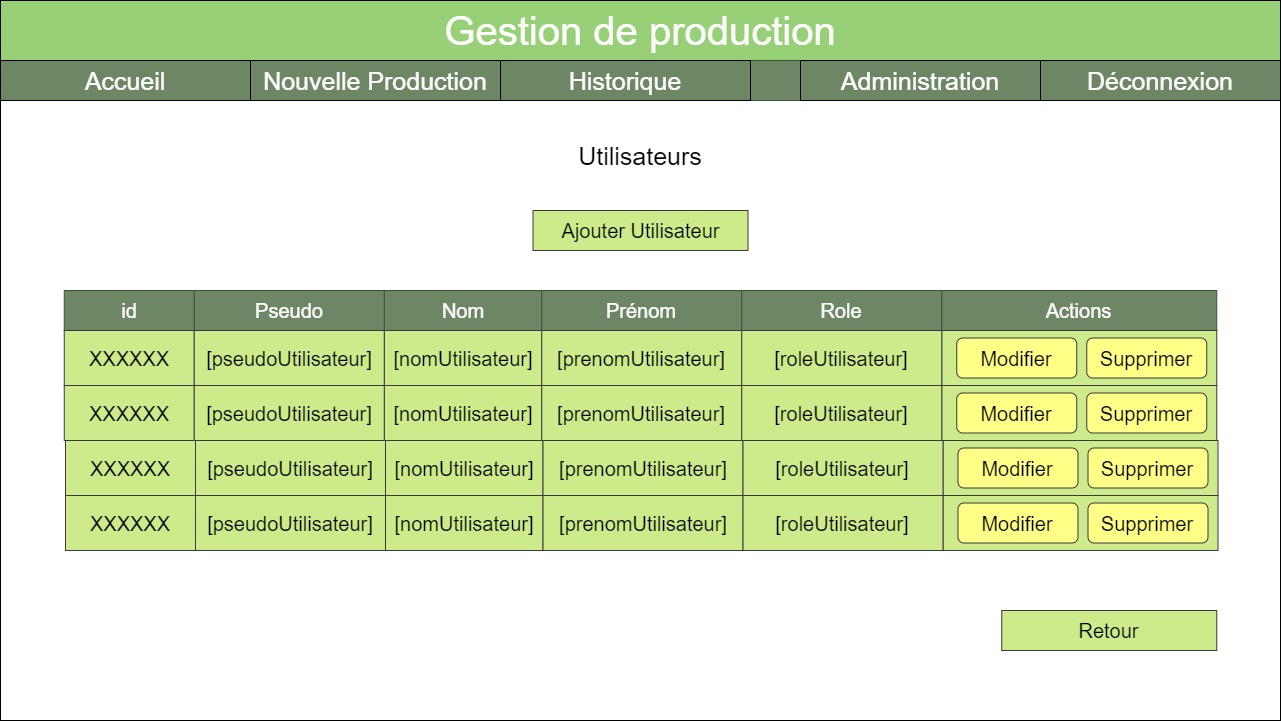 Gestion de production
Accueil Nouvelle Production Historique Administration Déconnexion
Utilisateurs
Ajouter Utilisateur
id Pseudo Nom Prénom Role Actions
XXXXXX [pseudoUtilisateur] [nomUtilisateur] [prenomUtilisateur] [roleUtilisateur] Modifier Supprimer
XXXXXX [pseudoUtilisateur] [nomUtilisateur] [prenomUtilisateur] [roleUtilisateur] Modifier Supprimer
XXXXXX [pseudoUtilisateur] [nomUtilisateur] [prenomUtilisateur] [roleUtilisateur] Modifier Supprimer
XXXXXX [pseudoUtilisateur] [nomUtilisateur] [prenomUtilisateur] [roleUtilisateur] Modifier Supprimer
Retour